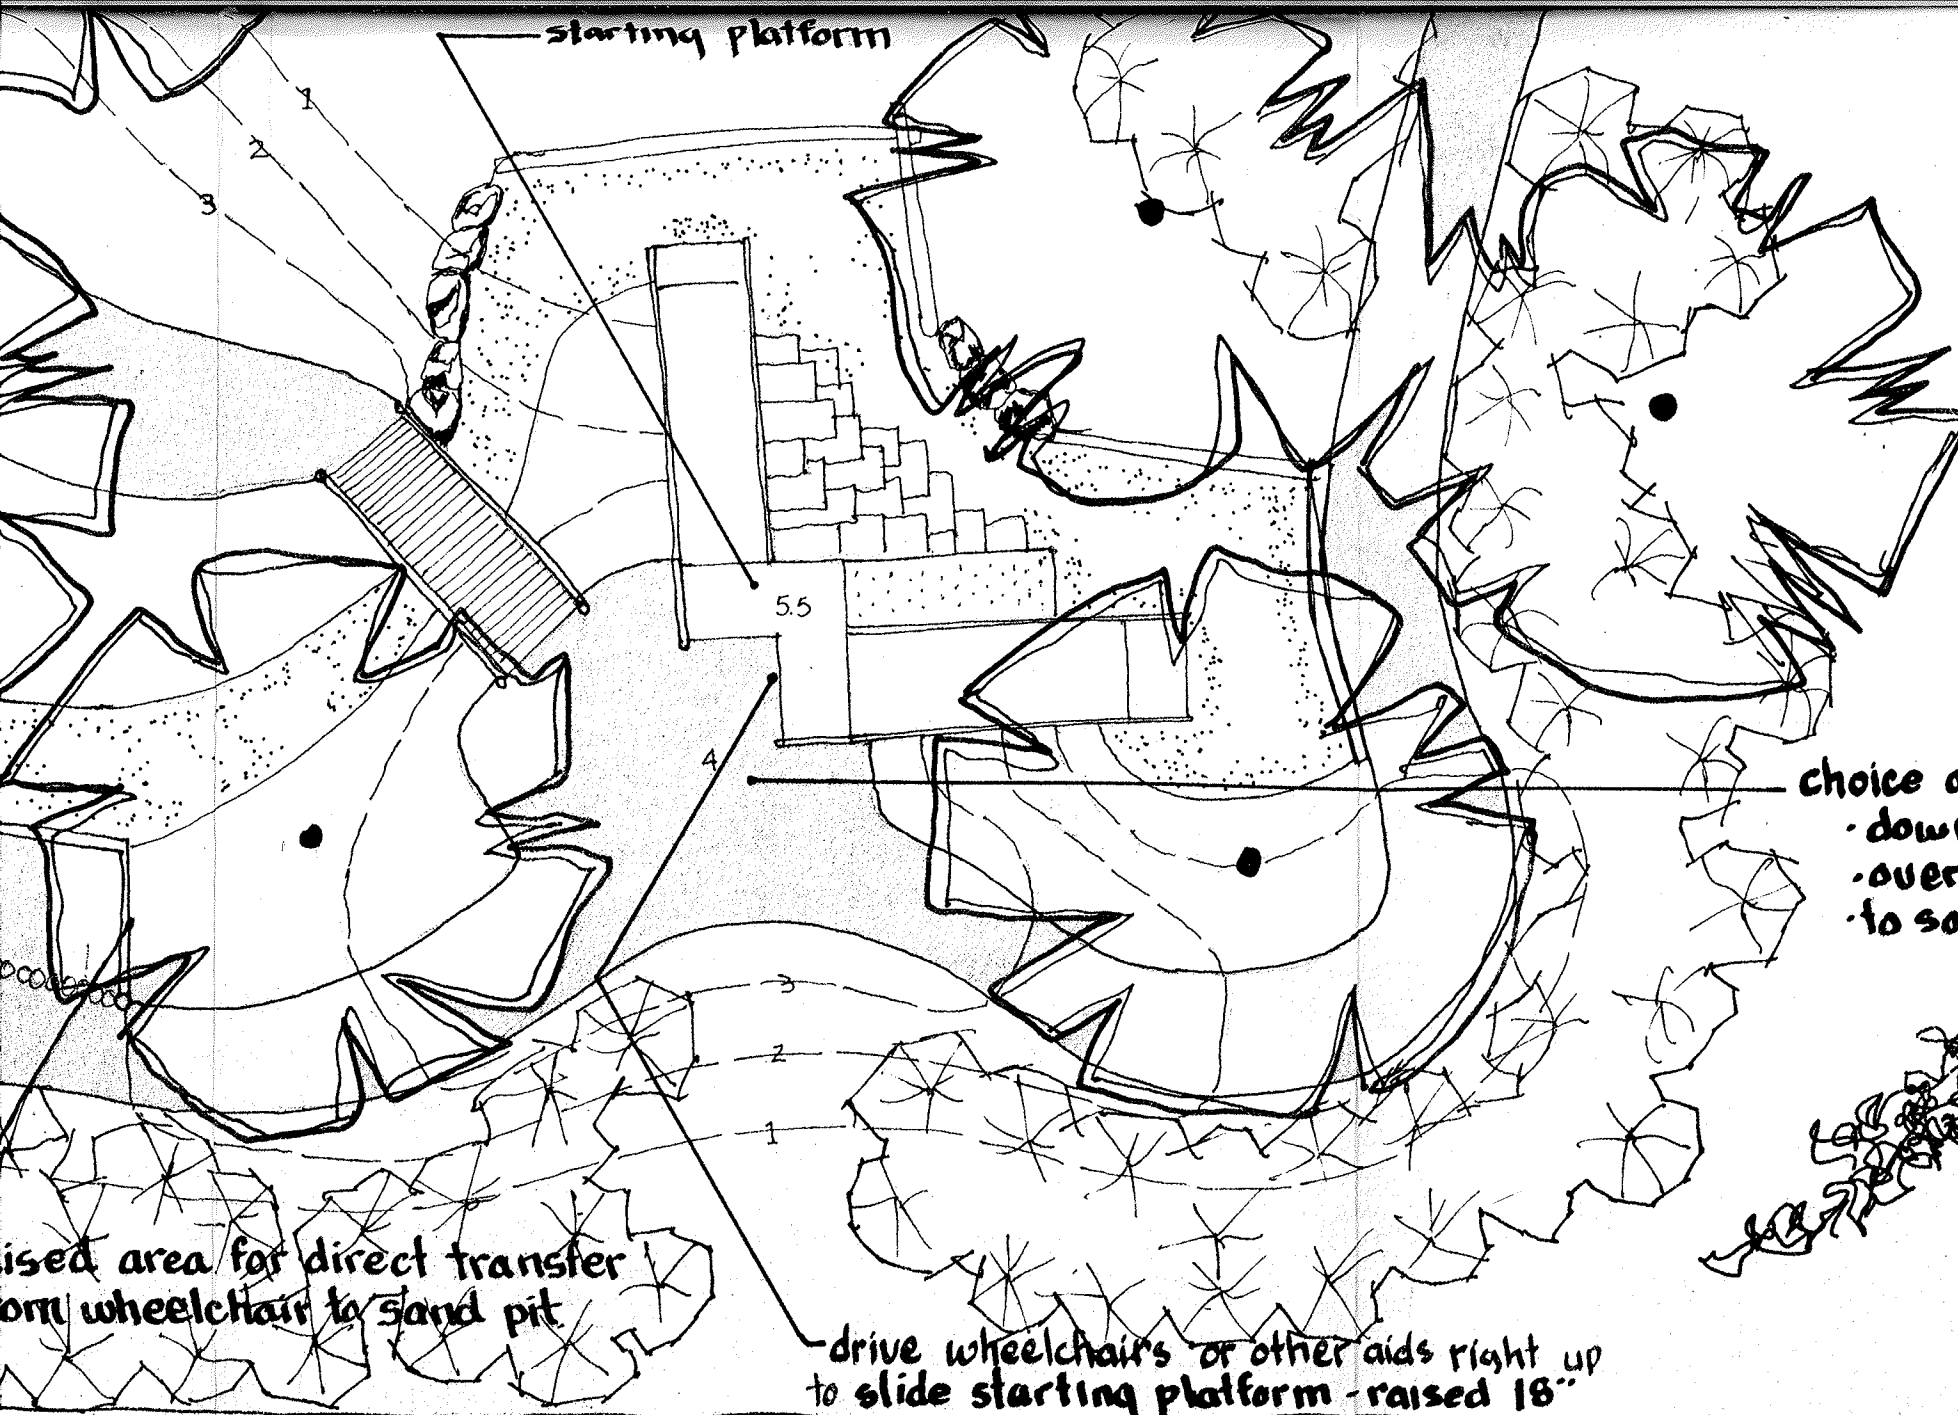 starting platform
1
2
3
5.5
4
choice o
· dow
· over
· to so
3
2
1
ised area for direct transfer
om wheelchair to sand pit
drive wheelchairs or other aids right up
to slide starting platform - raised 18"